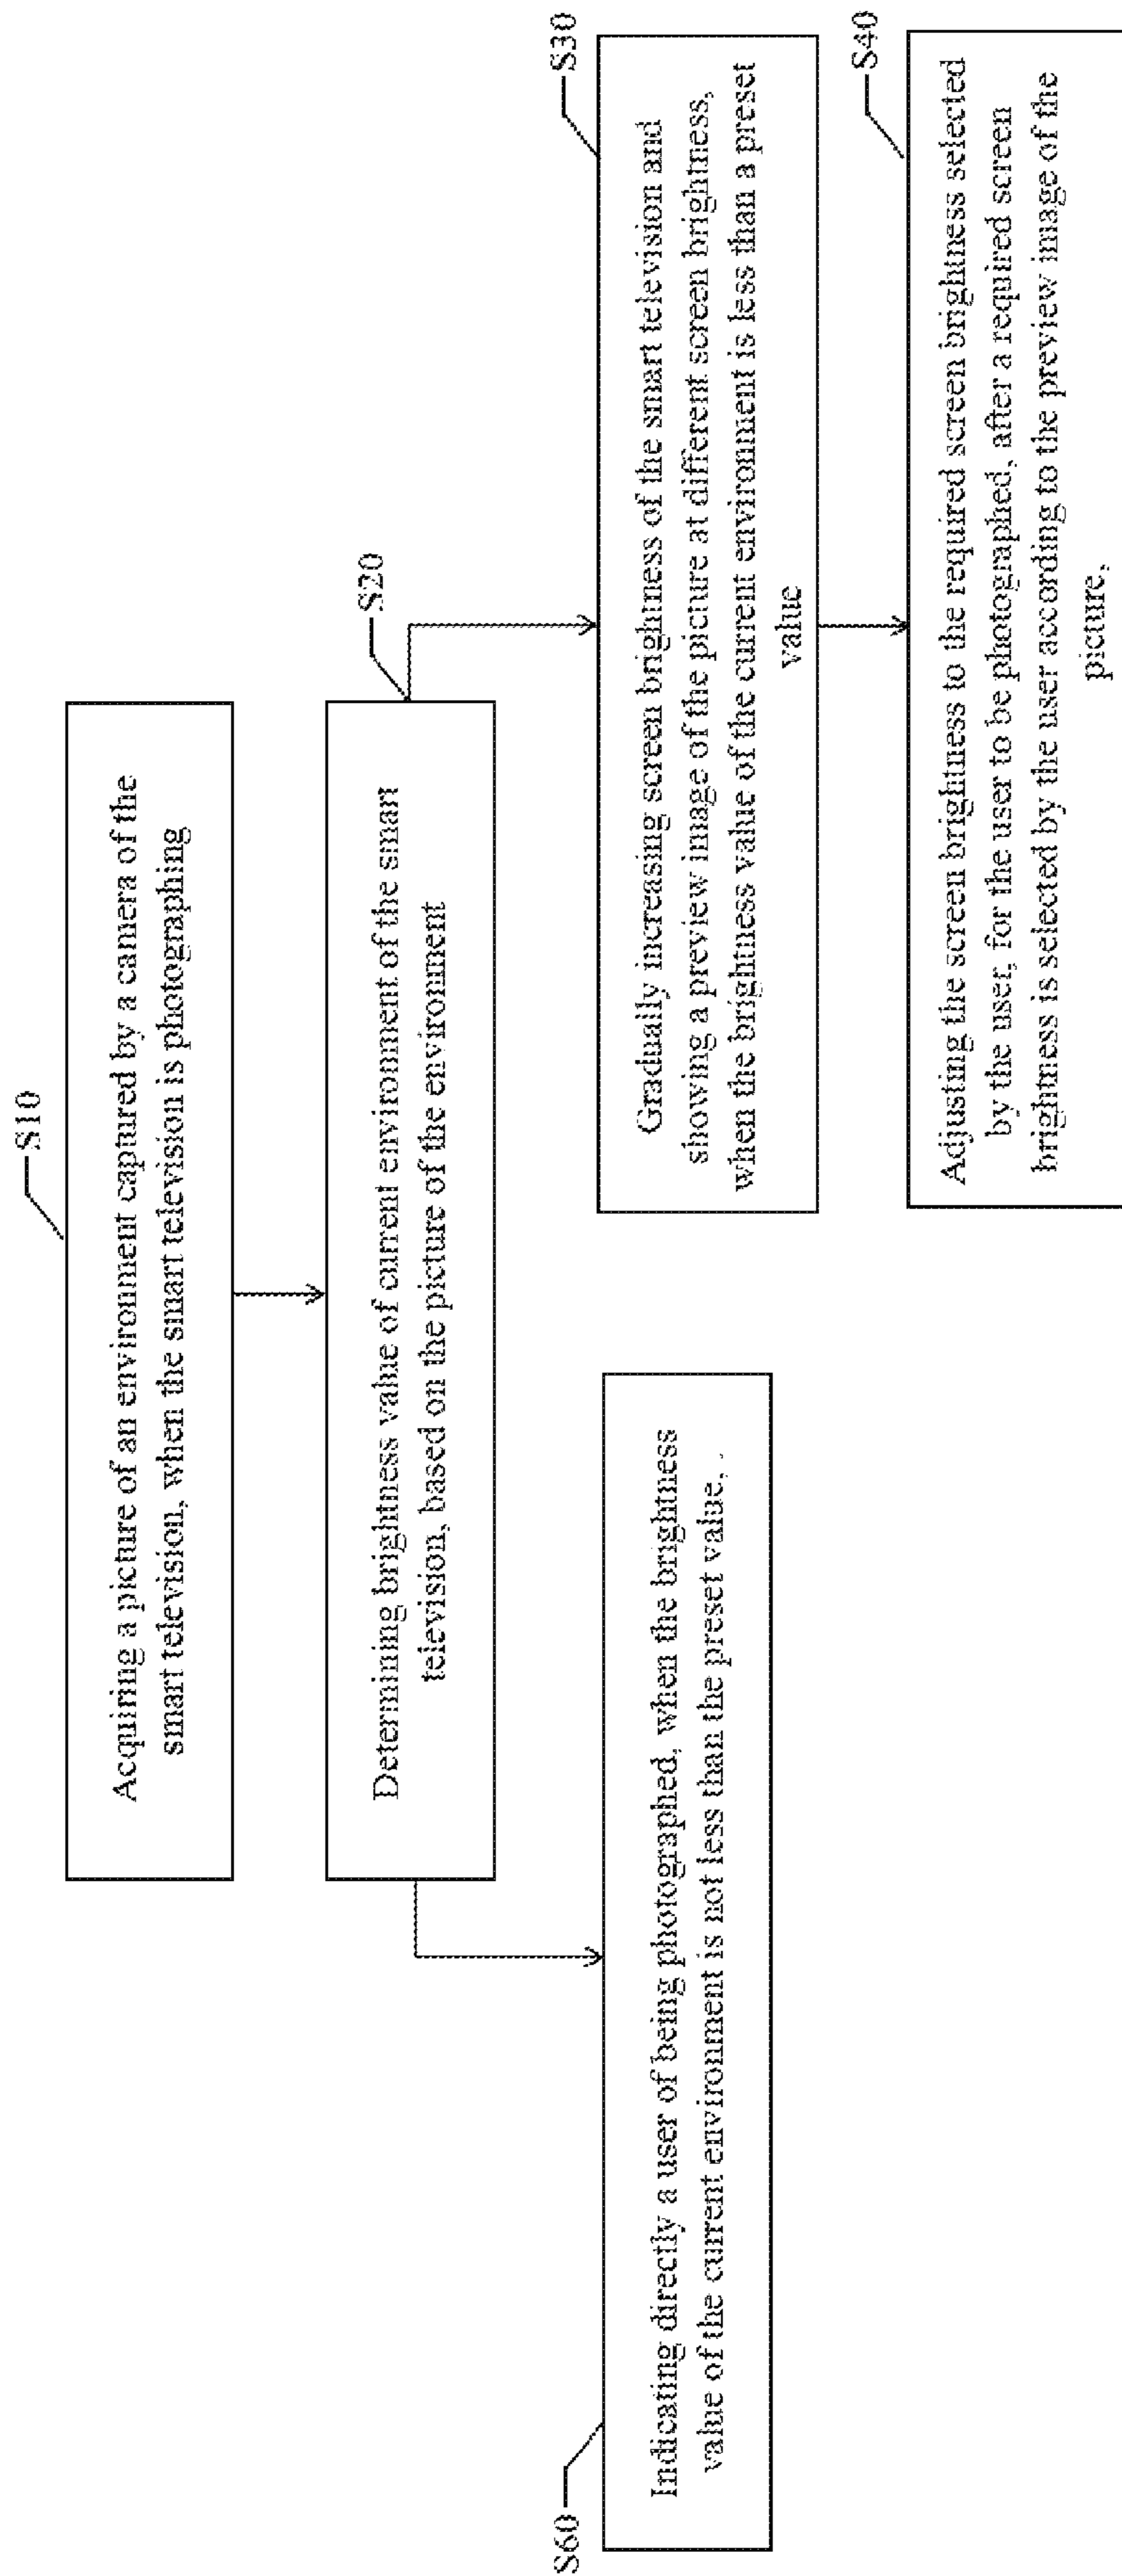 S10
Acquiring a picture of an environment captured by a camera of the
smart television, when the smart television is photographing
S20
Determining brightness value of current environment of the smart
television, based on the picture of the environment
S60
Indicating directly a user of being photographed, when the brightness
value of the current environment is not less than the preset value, .
S30
Gradually increasing screen brightness of the smart television and
showing a preview image of the picture at different screen brightness,
when the brightness value of the current environment is less than a preset
value
S40
Adjusting the screen brightness to the required screen brightness selected
by the user, for the user to be photographed, after a required screen
brightness is selected by the user according to the preview image of the
picture,